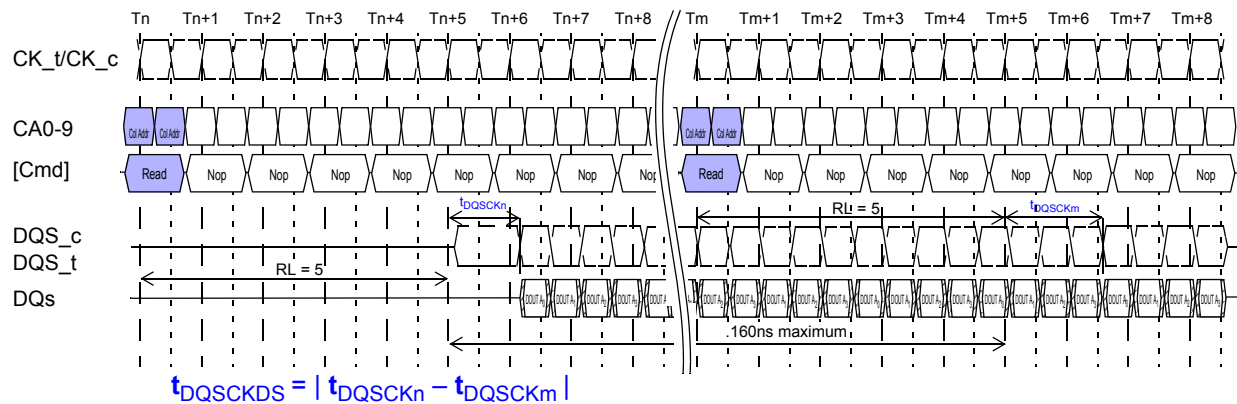 Tn Tn+1 Tn+2 Tn+3 Tn+4 Tn+5 Tn+6 Tn+7 Tn+8 Tm Tm+1 Tm+2 Tm+3 Tm+4 Tm+5 Tm+6 Tm+7 Tm+8
CK_t/CK_c
CA0-9 Col Addr Col Addr Col Addr Col Addr
[Cmd] Read Nop Nop Nop Nop Nop Nop Nop Nop Read Nop Nop Nop Nop Nop Nop Nop Nop
tDQSCKn RL = 5 tDQSCKm
DQS_c
DQS_t
RL = 5
DQs
.160ns maximum
tDQSCKDS = | tDQSCKn – tDQSCKm |